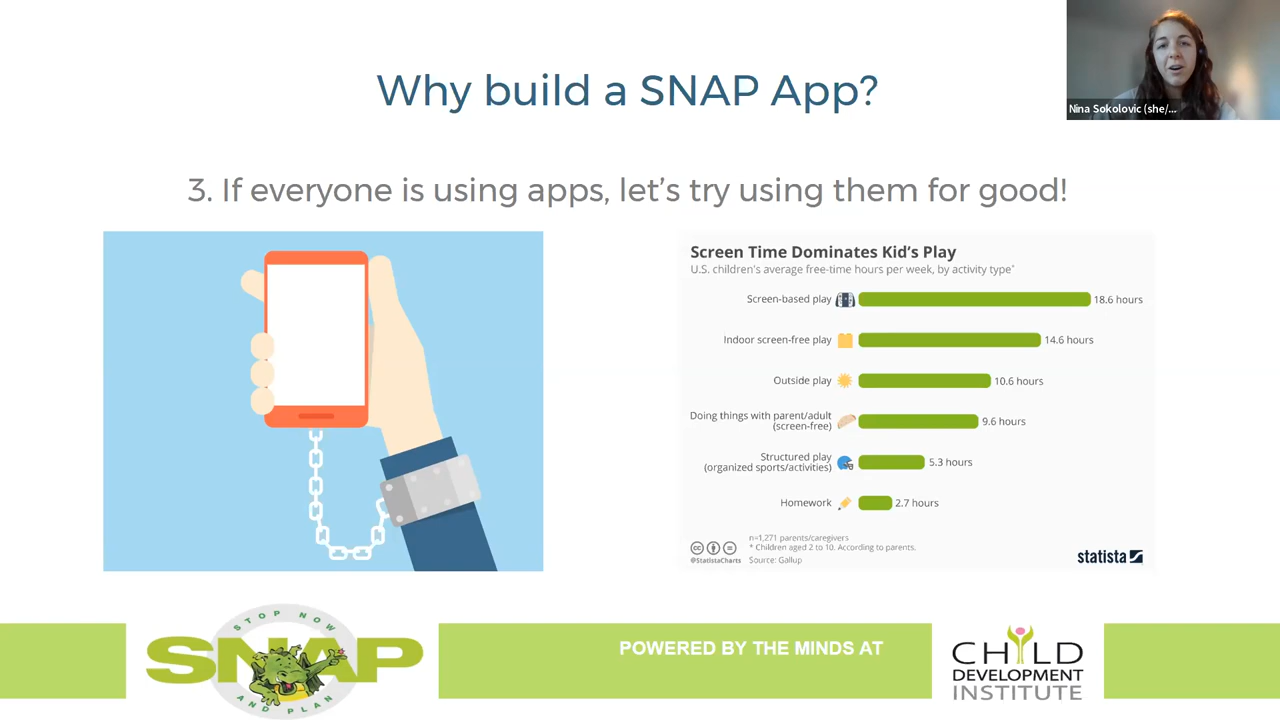 Why build a SNAP App?
Nina Sokolovic (she/...
3. If everyone is using apps, let's try using them for good!
Screen Time Dominates Kid's Play
U.S. children's average free-time hours per week, by activity type*
Screen-based play 18.6 hours
Indoor screen-free play 14.6 hours
Outside play 10.6 hours
Doing things with parent/adult
(screen-free) 9.6 hours
Structured play
(organized sports/activities) 5.3 hours
Homework 2.7 hours
n=1,271 parents/caregivers
* Children aged 2 to 10. According to parents.
@StatistaCharts Source: Gallup
statista
STOP NOW
SNAP
AND PLAN
POWERED BY THE MINDS AT
CHILD
DEVELOPMENT
INSTITUTE